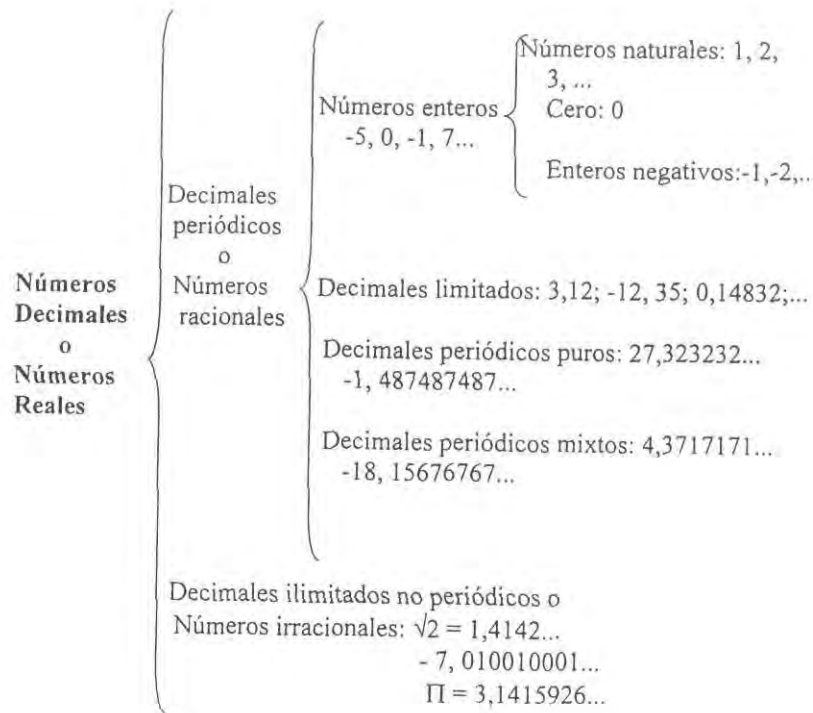 Números
Decimales
o
Números
Reales
Decimales
periódicos
o
Números
racionales
Números enteros
-5, 0, -1, 7...
Números naturales: 1, 2,
3, ...
Cero: 0
Enteros negativos:-1,-2,..
Decimales limitados: 3,12; -12, 35; 0,14832;...
Decimales periódicos puros: 27,323232...
-1, 487487487...
Decimales periódicos mixtos: 4,3717171...
-18, 15676767...
Decimales ilimitados no periódicos o
Números irracionales: √2 = 1,4142...
- 7, 010010001...
Π = 3,1415926...